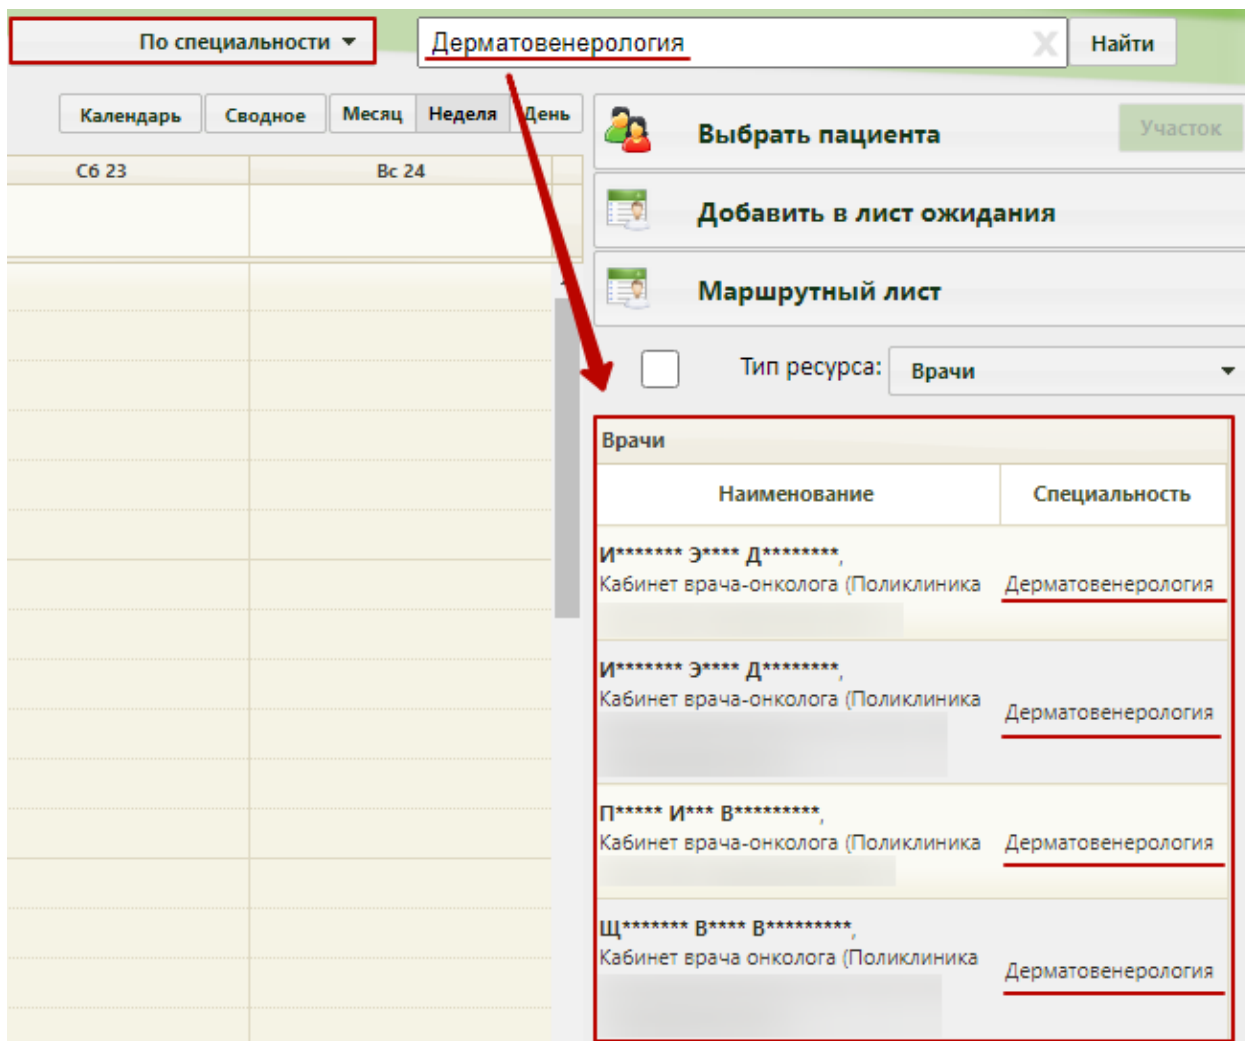 По специальности
Дерматовенерология
X
Найти
Календарь
Сводное
Месяц
Неделя
День
Сб 23
Вс 24
Выбрать пациента
Участок
Добавить в лист ожидания
Маршрутный лист
Тип ресурса:
Врачи
Врачи
Наименование
Специальность
И******* Э**** Д********,
Кабинет врача-онколога (Поликлиника
Дерматовенерология
И******* Э**** Д********,
Кабинет врача-онколога (Поликлиника
Дерматовенерология
П***** И*** В*********,
Кабинет врача-онколога (Поликлиника
Дерматовенерология
Щ******* В**** В*********,
Кабинет врача онколога (Поликлиника
Дерматовенерология